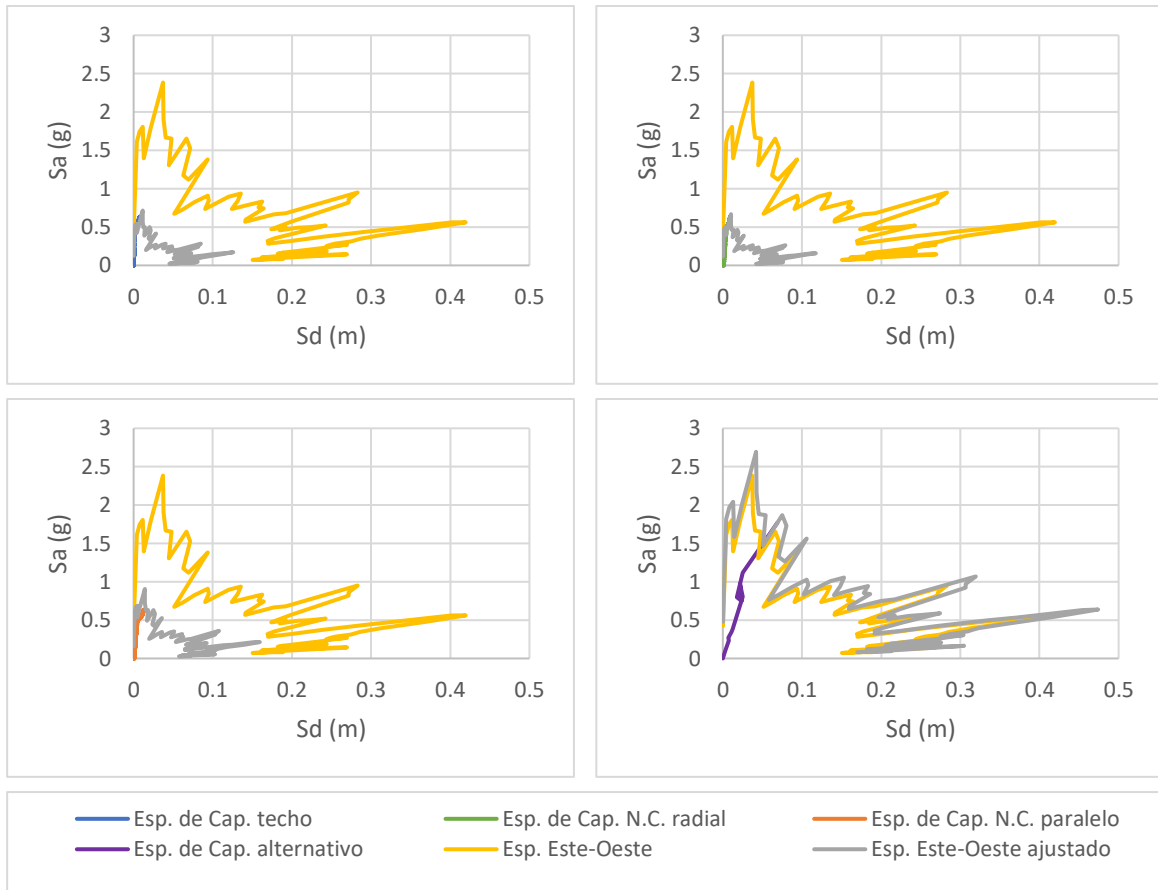 3
2.5
2
1.5
1
0.5
0
Sa (g)
0 0.1 0.2 0.3 0.4 0.5
Sd (m)
3
2.5
2
1.5
1
0.5
0
Sa (g)
0 0.1 0.2 0.3 0.4 0.5
Sd (m)
3
2.5
2
1.5
1
0.5
0
Sa (g)
0 0.1 0.2 0.3 0.4 0.5
Sd (m)
3
2.5
2
1.5
1
0.5
0
Sa (g)
0 0.1 0.2 0.3 0.4 0.5
Sd (m)
Esp. de Cap. techo
Esp. de Cap. N.C. radial
Esp. de Cap. N.C. paralelo
Esp. de Cap. alternativo
Esp. Este-Oeste
Esp. Este-Oeste ajustado